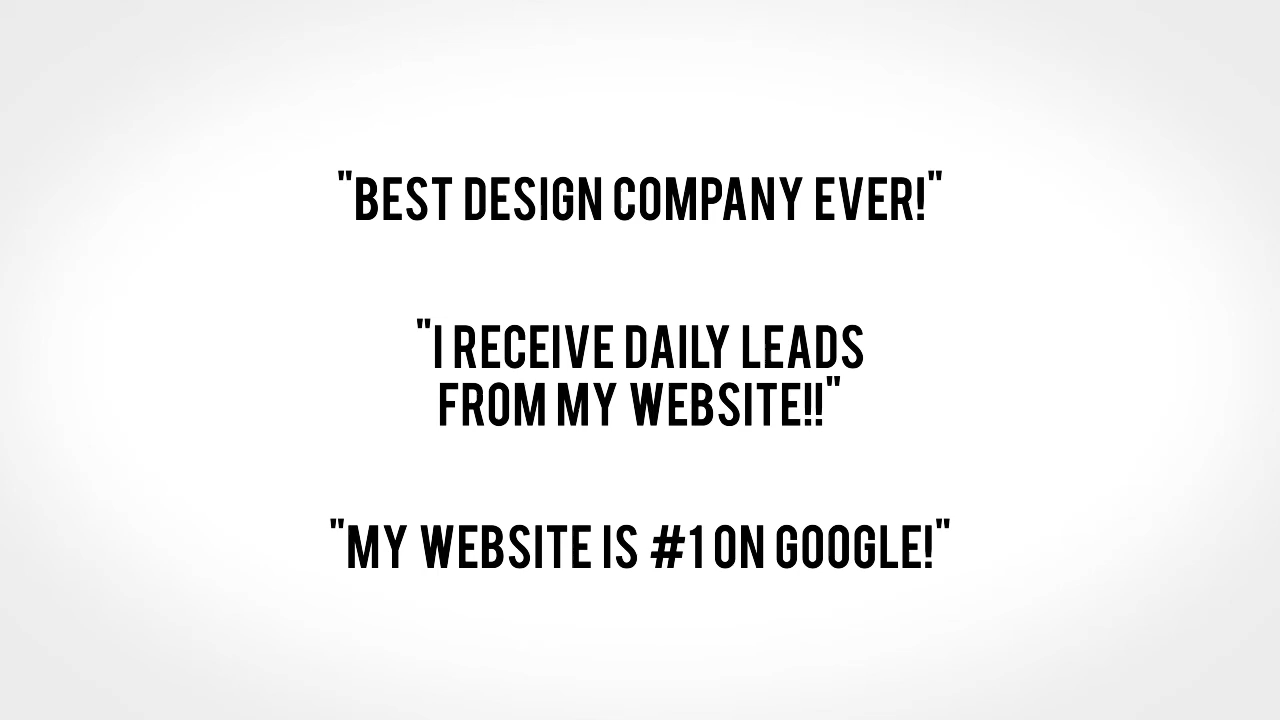 "BEST DESIGN COMPANY EVER!"
"I RECEIVE DAILY LEADS
FROM MY WEBSITE!!"
"MY WEBSITE IS #1 ON GOOGLE!"